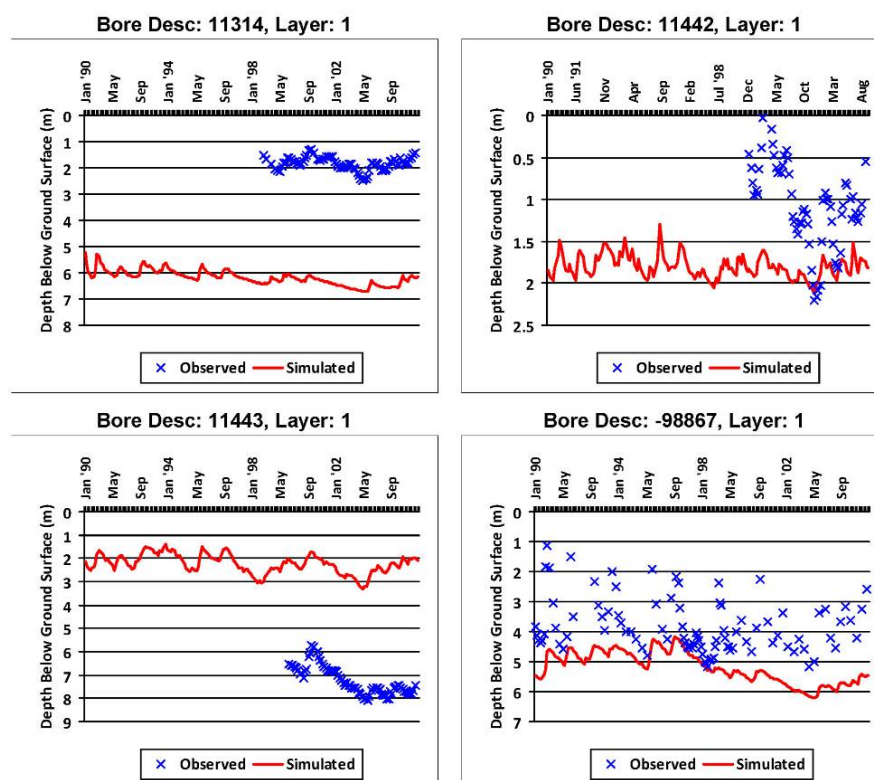 Bore Desc: 11314, Layer: 1
Jan '90
May
Sep
Jan '94
May
Sep
Jan '98
May
Sep
Jan '02
May
Sep
Depth Below Ground Surface (m)
0
1
2
3
4
5
6
7
8
Observed Simulated
Bore Desc: 11442, Layer: 1
Jan '90
Jun '91
Nov
Apr
Sep
Feb
Jul '98
Dec
May
Oct
Mar
Aug
Depth Below Ground Surface (m)
0
0.5
1
1.5
2
2.5
Observed Simulated
Bore Desc: 11443, Layer: 1
Jan '90
May
Sep
Jan '94
May
Sep
Jan '98
May
Sep
Jan '02
May
Sep
Depth Below Ground Surface (m)
0
1
2
3
4
5
6
7
8
9
Observed Simulated
Bore Desc: -98867, Layer: 1
Jan '90
May
Sep
Jan '94
May
Sep
Jan '98
May
Sep
Jan '02
May
Sep
Depth Below Ground Surface (m)
0
1
2
3
4
5
6
7
Observed Simulated